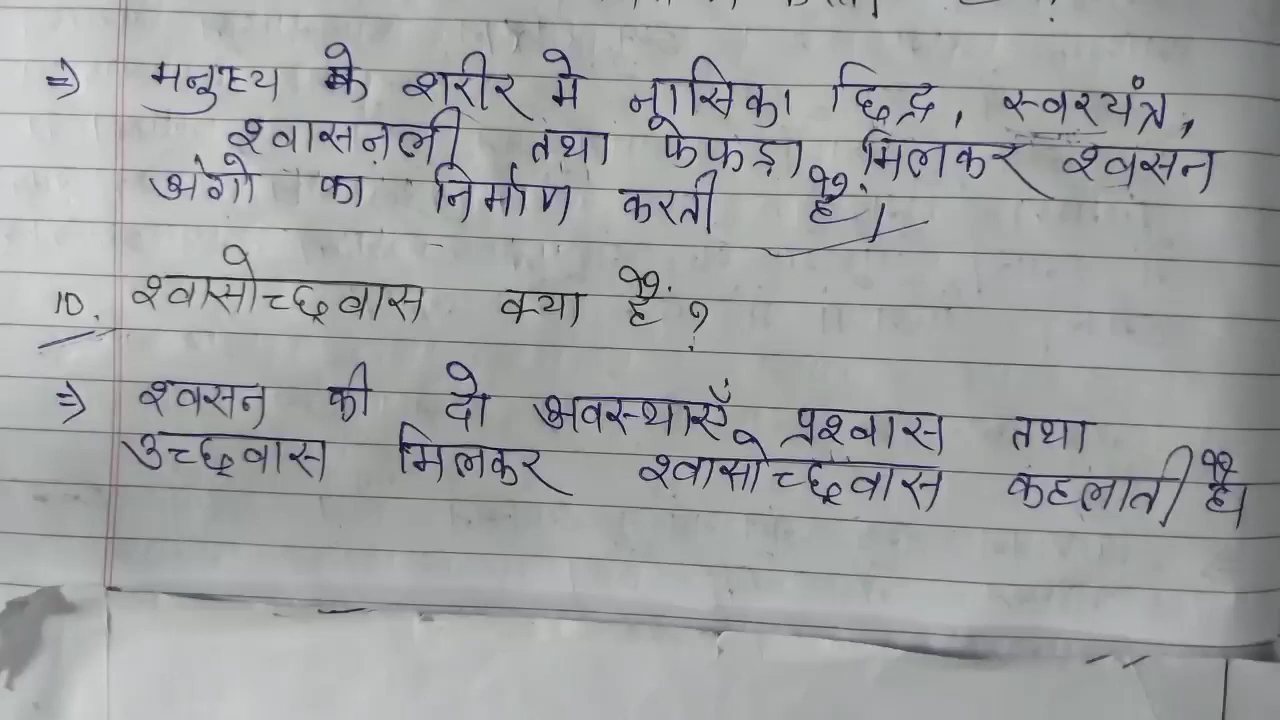 ⇒ मनुष्य के शरीर मे नासिका छिद्र, स्वरयंत्र,
श्वासनली तथा फेफड़ा मिलकर श्वसन
अंगो का निर्माण करती है।
10. श्वासोच्छ्वास क्या है ?
⇒ श्वसन की दो अवस्थाएँ प्रश्वास तथा
उच्छ्वास मिलकर श्वासोच्छ्वास कहलाती है।